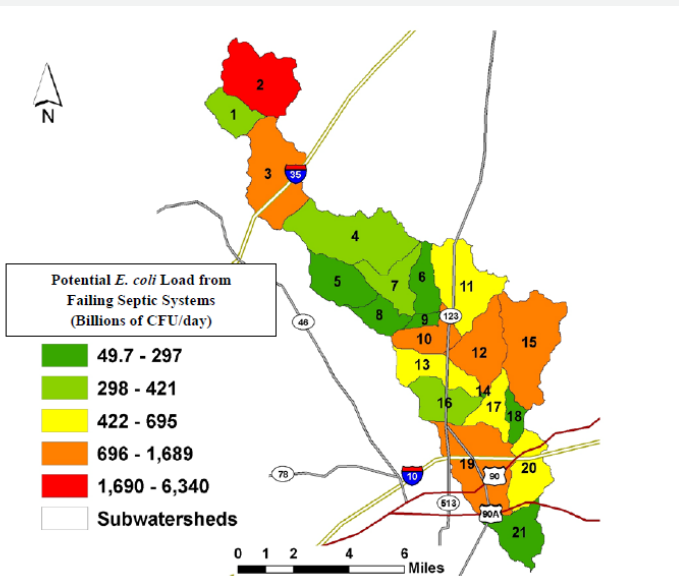 2
1
N
3
35
4
5
7
6
11
8
9
123
46
10
12
15
13
14
16
17
18
19
20
78
10
90
513
90A
21
Potential E. coli Load from
Failing Septic Systems
(Billions of CFU/day)
49.7 - 297
298 - 421
422 - 695
696 - 1,689
1,690 - 6,340
Subwatersheds
0 1 2 4 6
Miles